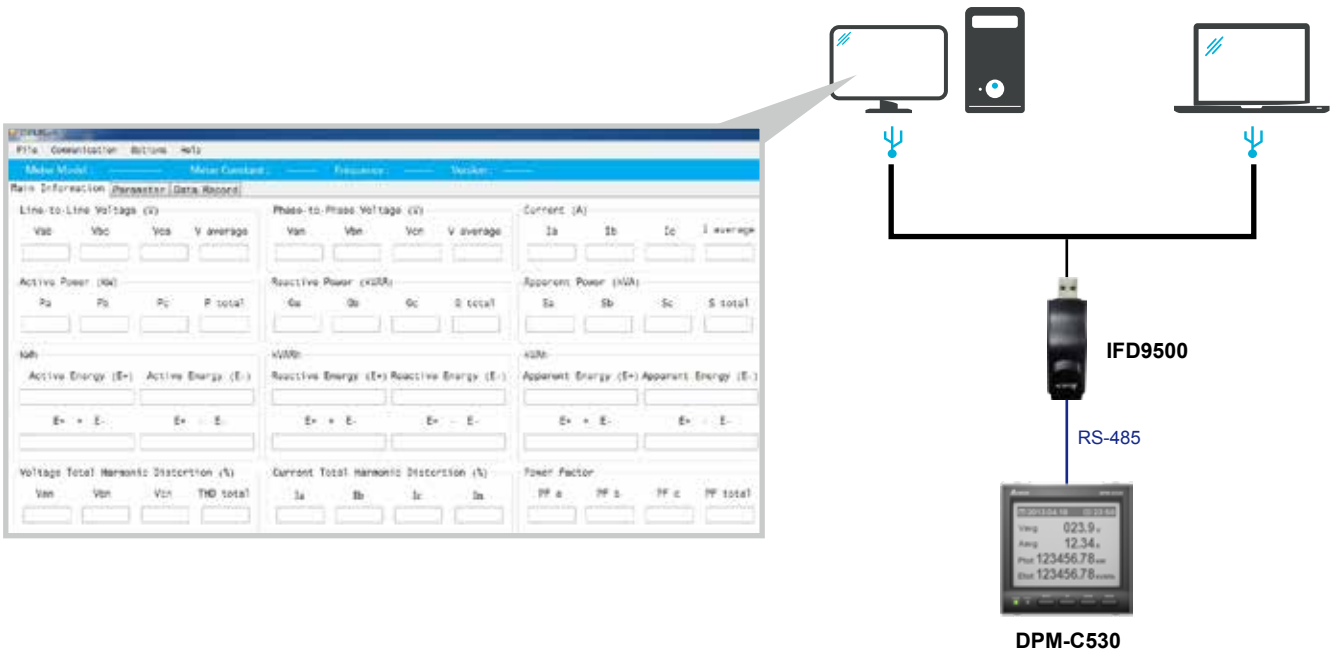 File Communication Options Help
Meter Model : Meter Constant : Frequency : Version :
Main Information Parameter Data Record
Line-to-Line Voltage (V) Phase-to-Phase Voltage (V) Current (A)
Vab Vbc Vca V average Van Vbn Vcn V average Ia Ib Ic I average
Active Power (KW) Reactive Power (kVAR) Apparent Power (kVA)
Pa Pb Pc P total Qa Qb Qc Q total Sa Sb Sc S total
kWh kVARh kVAh
Active Energy (E+) Active Energy (E-) Reactive Energy (E+) Reactive Energy (E-) Apparent Energy (E+) Apparent Energy (E-)
E+ + E- E+ - E- E+ + E- E+ - E- E+ + E- E+ - E-
Voltage Total Harmonic Distortion (%) Current Total Harmonic Distortion (%) Power Factor
Van Vbn Vcn THD total Ia Ib Ic In PF a PF b PF c PF total
IFD9500
RS-485
Vavg 023.9
Aavg 12.34
Ptot 123456.78
Etot 123456.78
DPM-C530